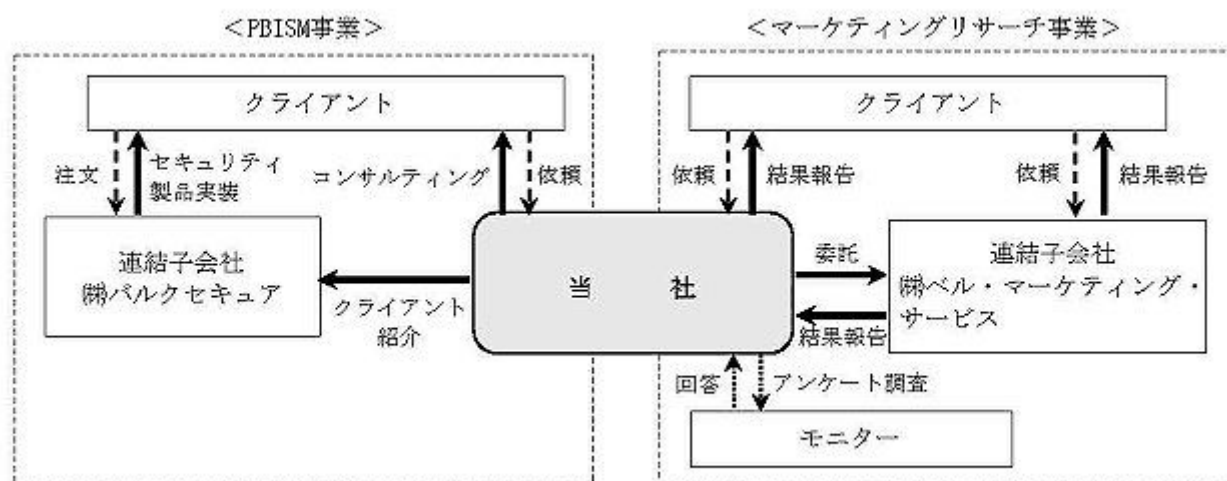 ＜PBISM事業＞
＜マーケティングリサーチ事業＞
クライアント
注文
セキュリティ
製品実装
コンサルティング
依頼
連結子会社
㈱バルクセキュア
クライアント
紹介
当　社
クライアント
依頼
結果報告
依頼
結果報告
委託
結果報告
連結子会社
㈱ベル・マーケティング・
サービス
回答
アンケート調査
モニター